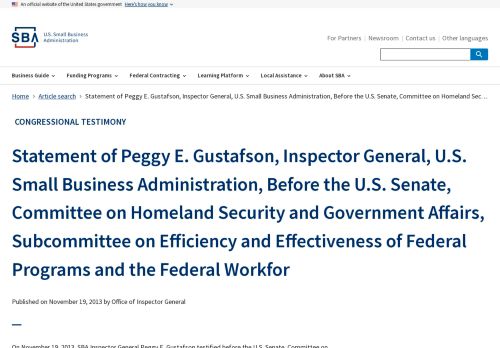 An official website of the United States government Here's how you know
SBA U.S. Small Business
Administration
For Partners Newsroom Contact us Other languages
Business Guide Funding Programs Federal Contracting Learning Platform Local Assistance About SBA
Home Article search Statement of Peggy E. Gustafson, Inspector General, U.S. Small Business Administration, Before the U.S. Senate, Committee on Homeland Sec...
CONGRESSIONAL TESTIMONY
Statement of Peggy E. Gustafson, Inspector General, U.S.
Small Business Administration, Before the U.S. Senate,
Committee on Homeland Security and Government Affairs,
Subcommittee on Efficiency and Effectiveness of Federal
Programs and the Federal Workfor
Published on November 19, 2013 by Office of Inspector General
On November 19, 2013, SBA Inspector General Peggy E. Gustafson testified before the U.S. Senate, Committee on